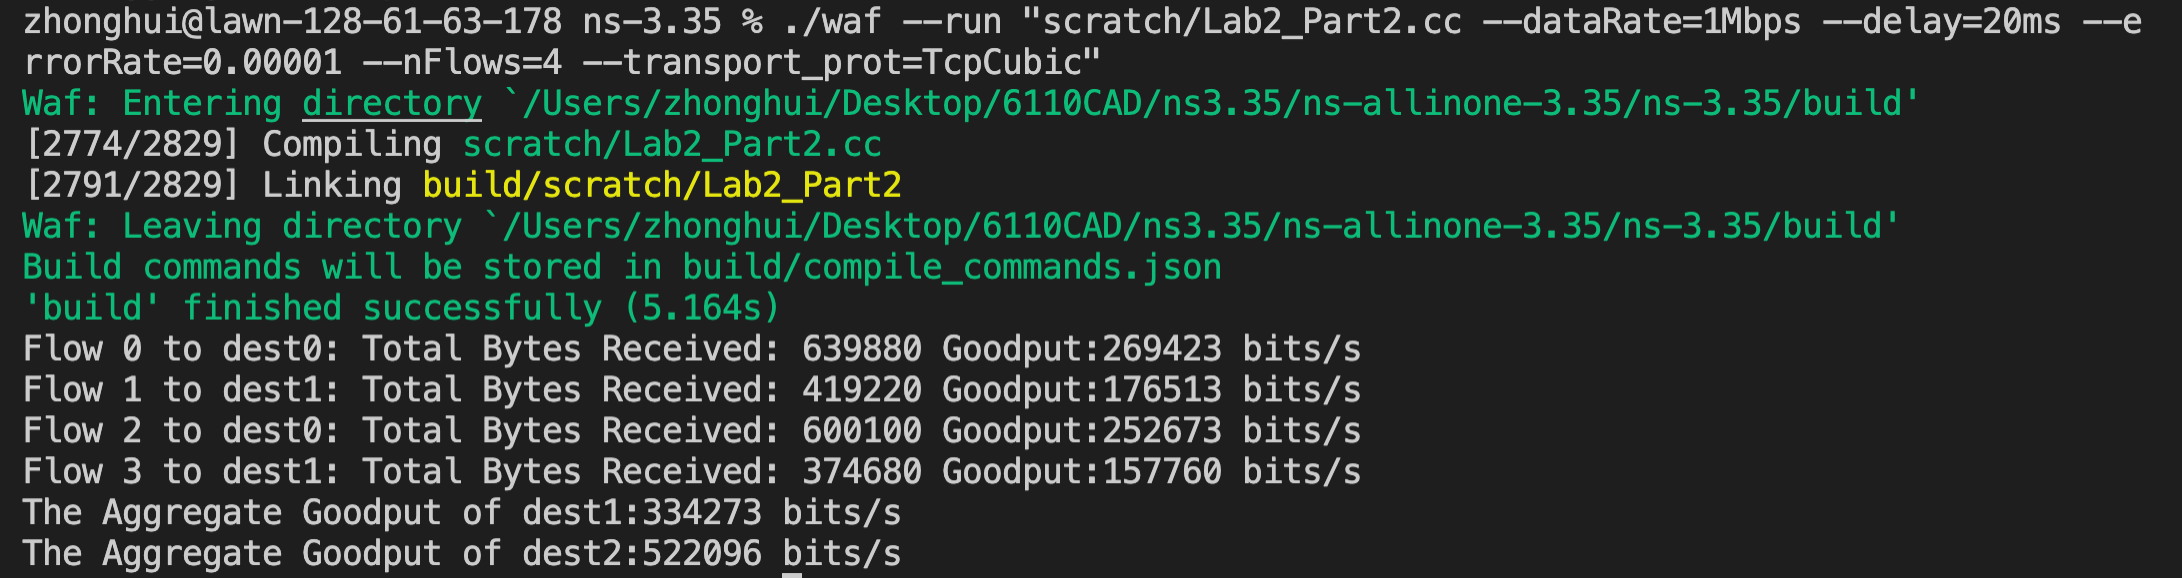 zhonghui@lawn-128-61-63-178 ns-3.35 % ./waf --run "scratch/Lab2_Part2.cc --dataRate=1Mbps --delay=20ms --e
rrorRate=0.00001 --nFlows=4 --transport_prot=TcpCubic"
Waf: Entering directory `/Users/zhonghui/Desktop/6110CAD/ns3.35/ns-allinone-3.35/ns-3.35/build'
[2774/2829] Compiling scratch/Lab2_Part2.cc
[2791/2829] Linking build/scratch/Lab2_Part2
Waf: Leaving directory `/Users/zhonghui/Desktop/6110CAD/ns3.35/ns-allinone-3.35/ns-3.35/build'
Build commands will be stored in build/compile_commands.json
'build' finished successfully (5.164s)
Flow 0 to dest0: Total Bytes Received: 639880 Goodput:269423 bits/s
Flow 1 to dest1: Total Bytes Received: 419220 Goodput:176513 bits/s
Flow 2 to dest0: Total Bytes Received: 600100 Goodput:252673 bits/s
Flow 3 to dest1: Total Bytes Received: 374680 Goodput:157760 bits/s
The Aggregate Goodput of dest1:334273 bits/s
The Aggregate Goodput of dest2:522096 bits/s